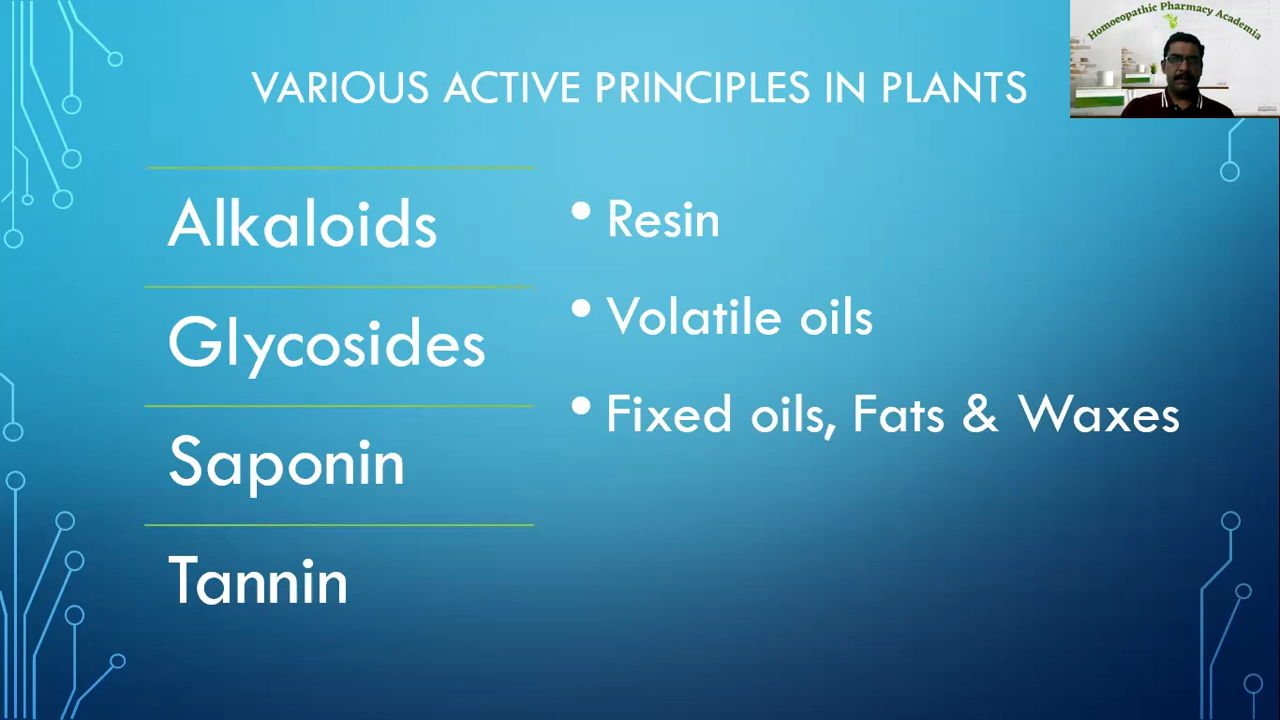 Homoeopathic Pharmacy Academia
VARIOUS ACTIVE PRINCIPLES IN PLANTS
Alkaloids
Glycosides
Saponin
Tannin
• Resin
• Volatile oils
• Fixed oils, Fats & Waxes